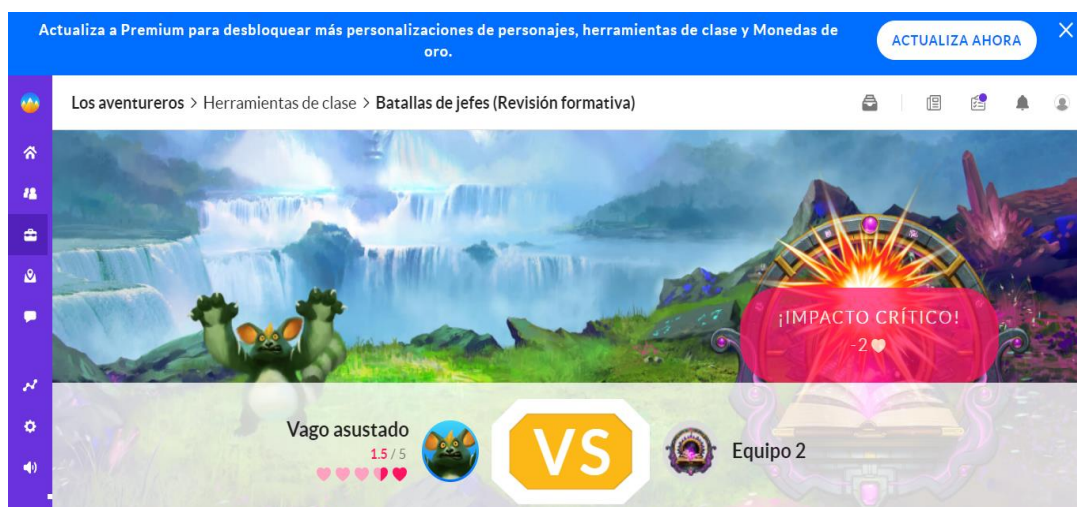 Actualiza a Premium para desbloquear más personalizaciones de personajes, herramientas de clase y Monedas de
oro.
ACTUALIZA AHORA
Los aventureros > Herramientas de clase > Batallas de jefes (Revisión formativa)
¡IMPACTO CRÍTICO!
-2
Vago asustado
1.5 / 5
VS
Equipo 2